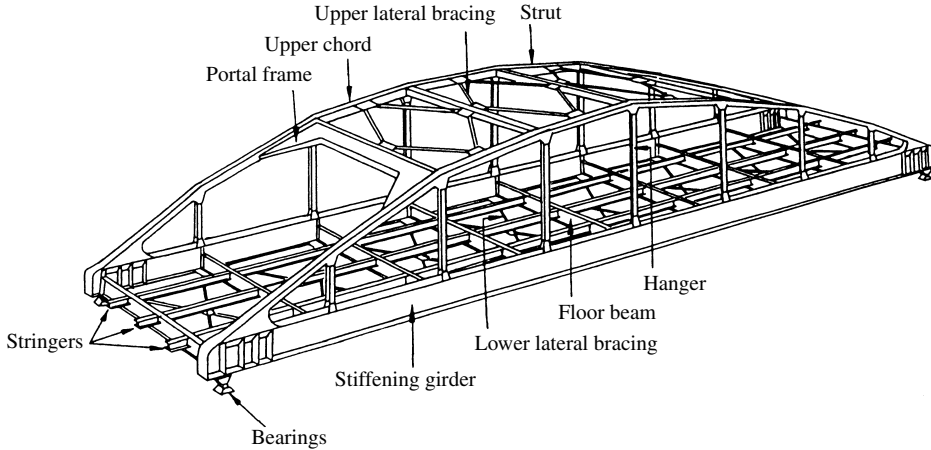 Upper lateral bracing
Strut
Upper chord
Portal frame
Hanger
Floor beam
Stringers
Lower lateral bracing
Stiffening girder
Bearings